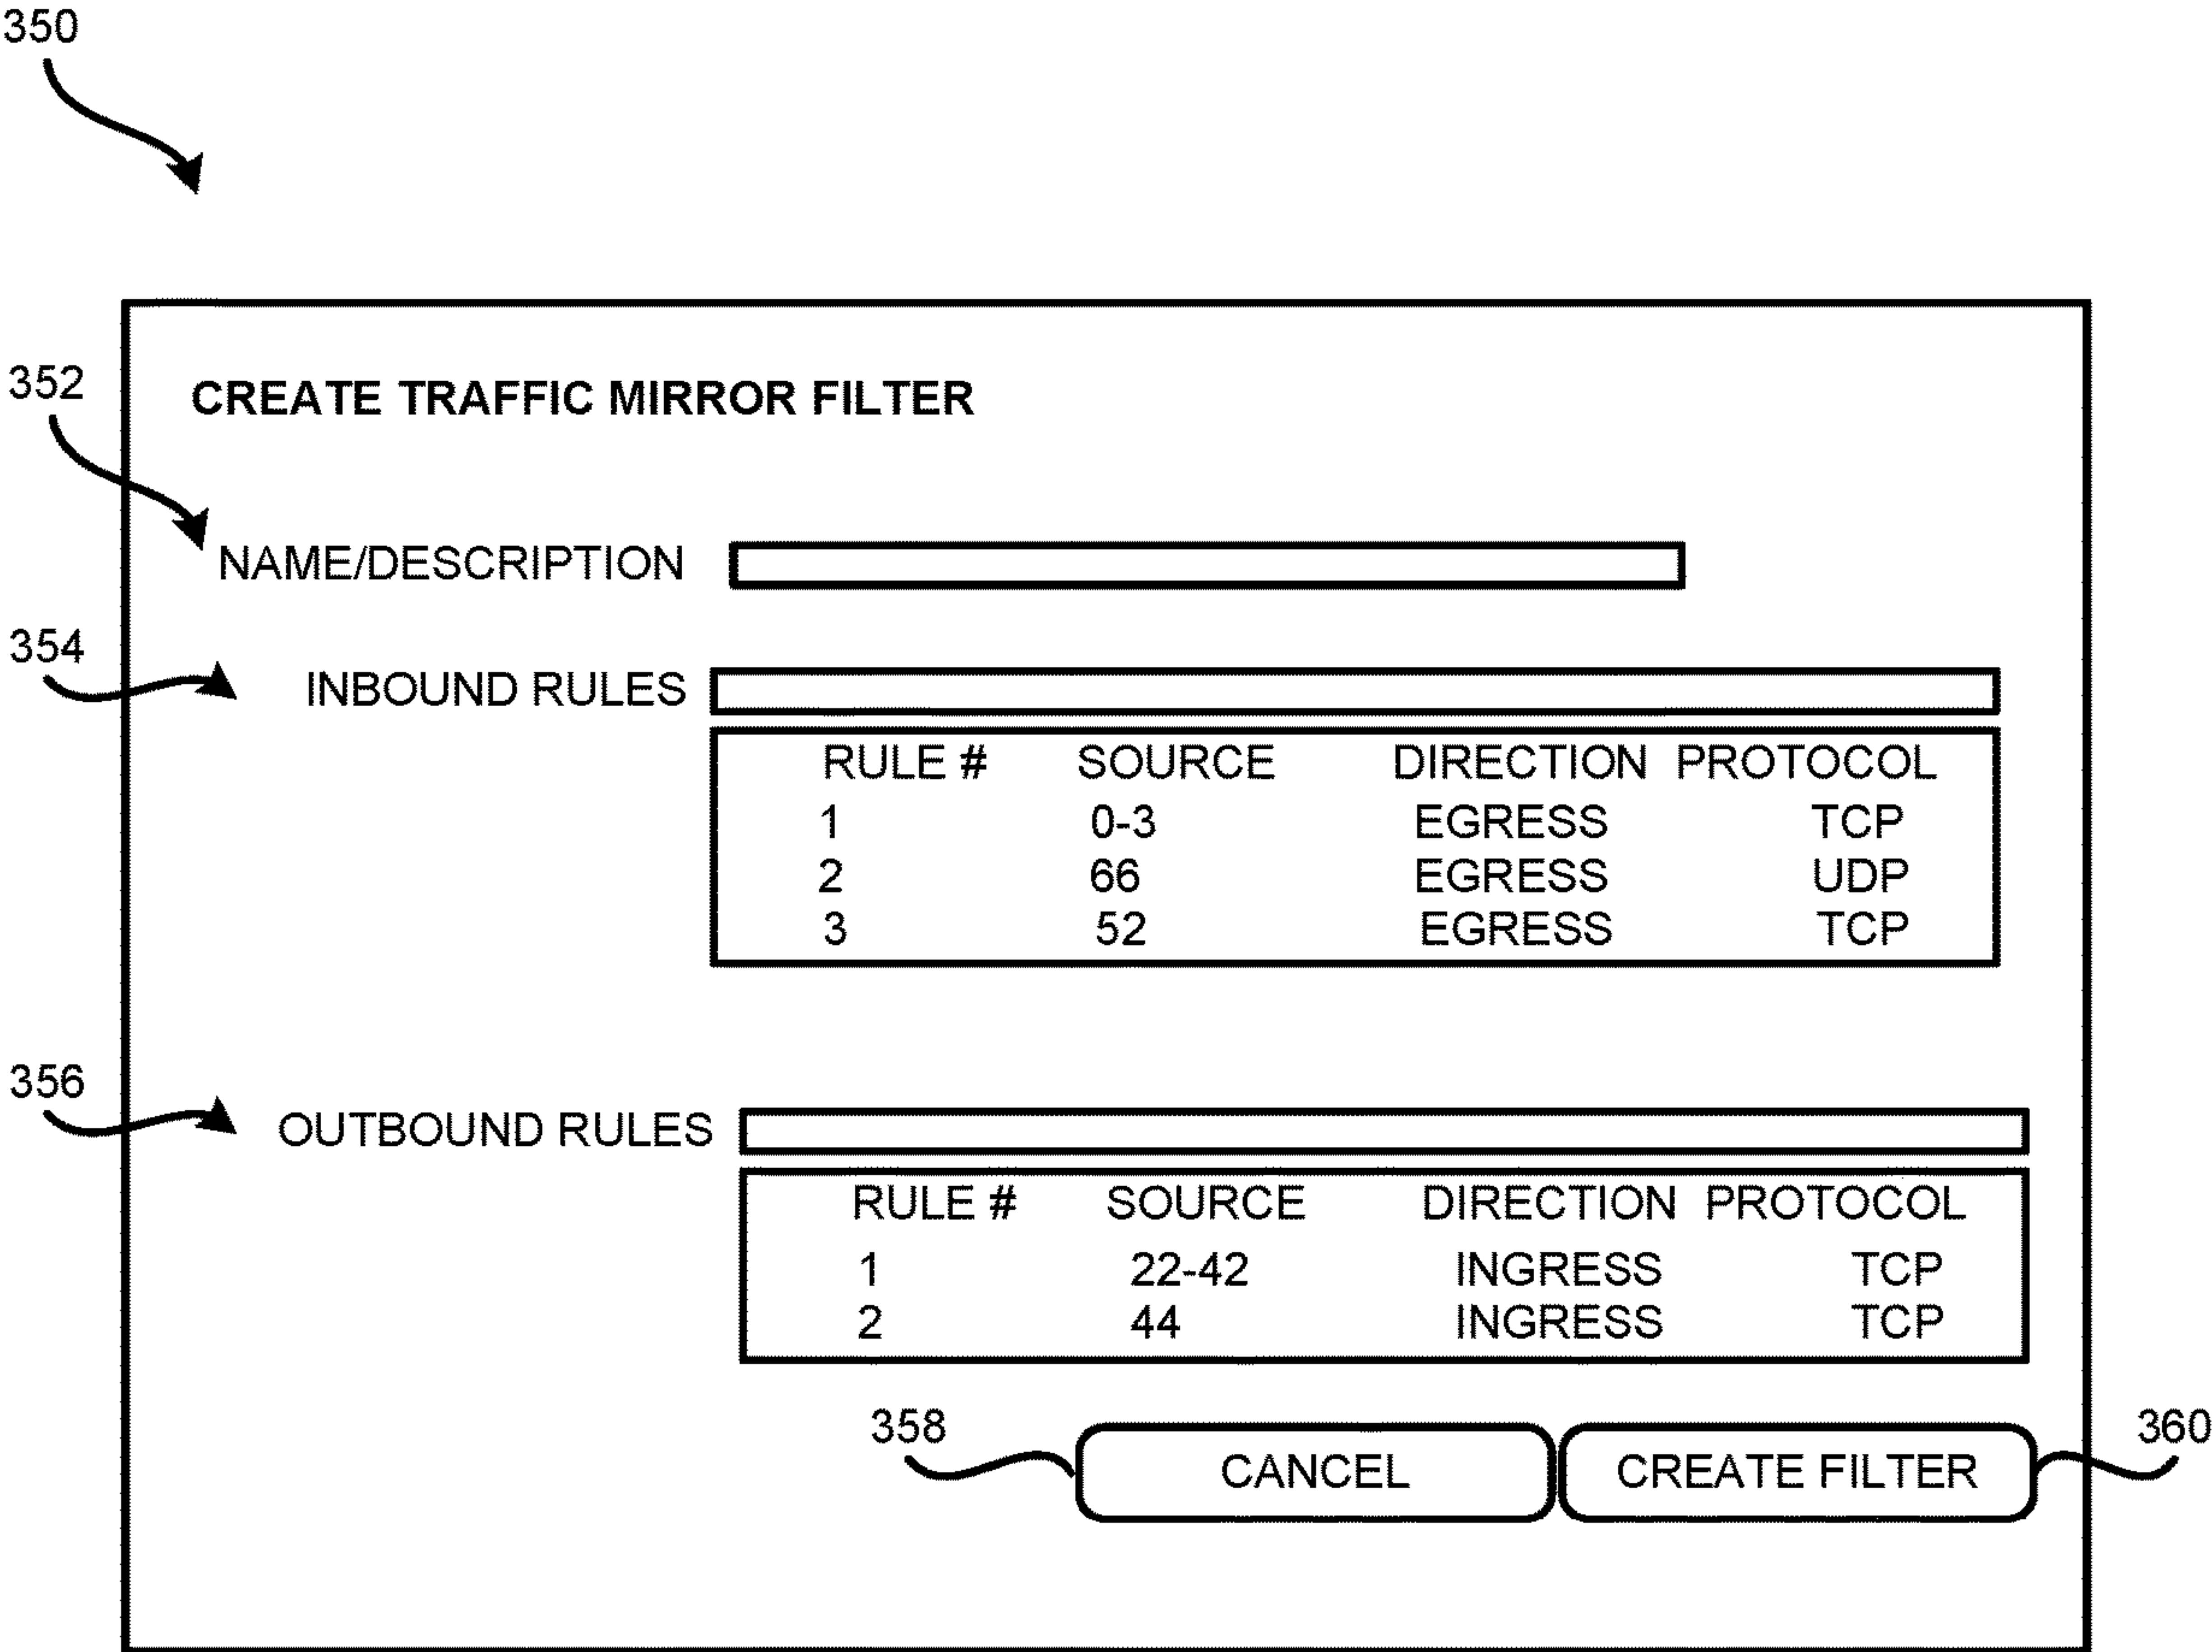 350
352
CREATE TRAFFIC MIRROR FILTER
NAME/DESCRIPTION
354
INBOUND RULES
RULE # SOURCE DIRECTION PROTOCOL
1 0-3 EGRESS TCP
2 66 EGRESS UDP
3 52 EGRESS TCP
356
OUTBOUND RULES
RULE # SOURCE DIRECTION PROTOCOL
1 22-42 INGRESS TCP
2 44 INGRESS TCP
358
CANCEL
CREATE FILTER
360